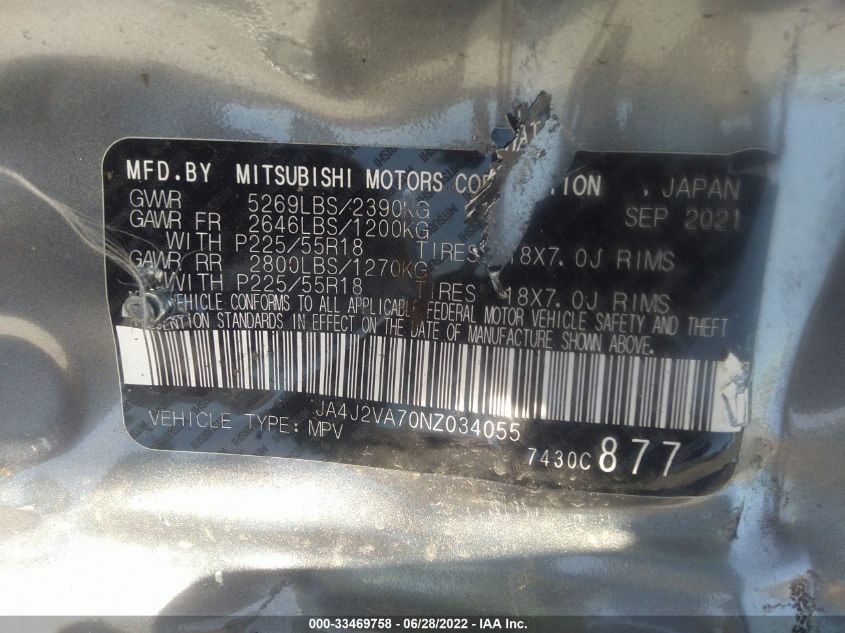 MFD.BY MITSUBISHI MOTORS CO TION , JAPAN
GVWR 5269LBS/2390KG SEP 2021
GAWR FR 2646LBS/1200KG
WITH P225/55R18 TIRES 18X7.0J RIMS
GAWR RR 2800LBS/1270KG
WITH P225/55R18 TIRES 18X7.0J RIMS
VEHICLE CONFORMS TO ALL APPLICABLE FEDERAL MOTOR VEHICLE SAFETY AND THEFT
ENTION STANDARDS IN EFFECT ON THE DATE OF MANUFACTURE SHOWN ABOVE.
JA4J2VA70NZ034055
VEHICLE TYPE: MPV
7430C 877
000-33469758 - 06/28/2022 - IAA Inc.